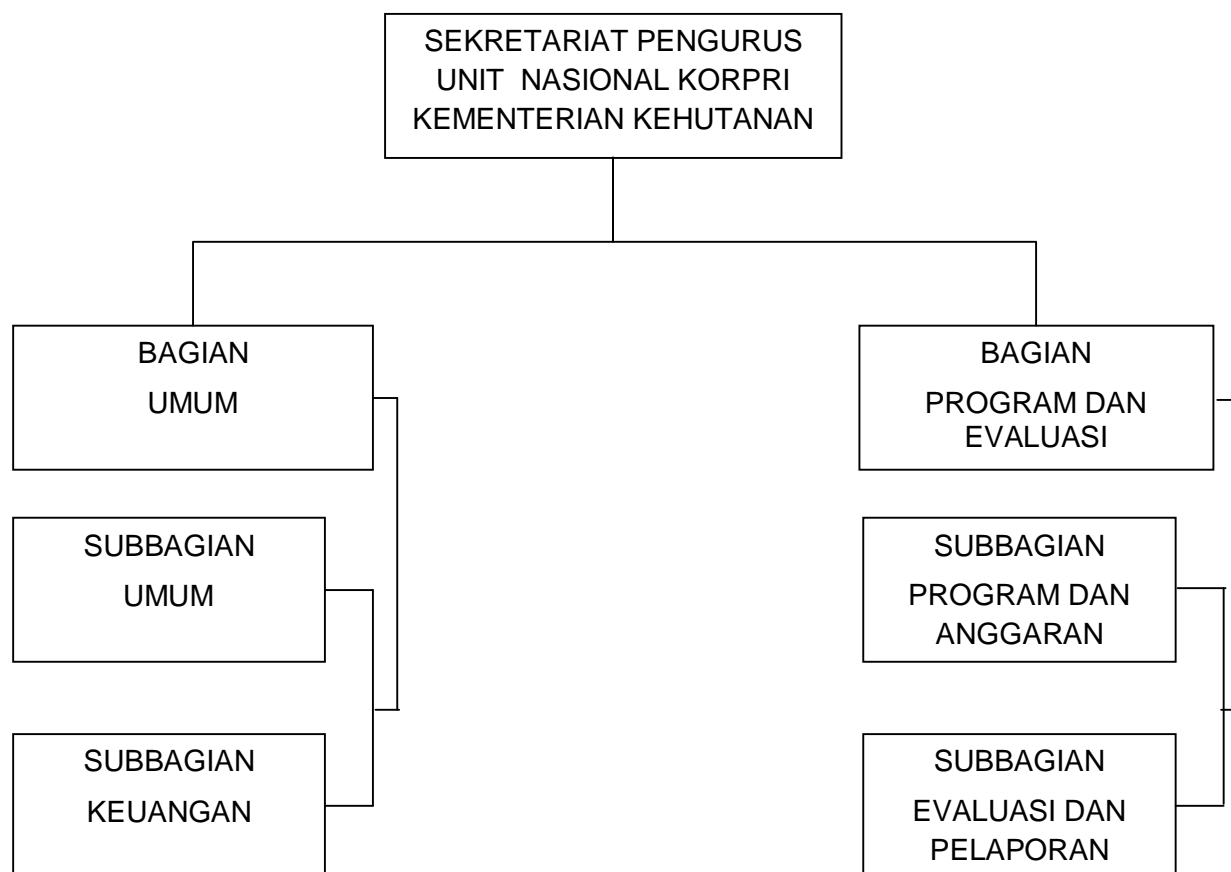 SEKRETARIAT PENGURUS
UNIT NASIONAL KORPRI
KEMENTERIAN KEHUTANAN
BAGIAN
UMUM
BAGIAN
PROGRAM DAN
EVALUASI
SUBBAGIAN
UMUM
SUBBAGIAN
PROGRAM DAN
ANGGARAN
SUBBAGIAN
KEUANGAN
SUBBAGIAN
EVALUASI DAN
PELAPORAN